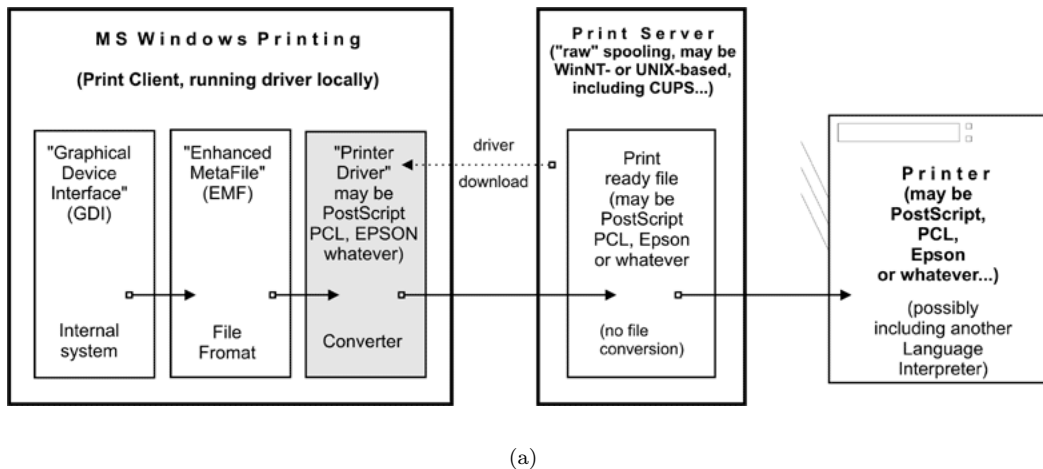 MS Windows Printing
(Print Client, running driver locally)
"Graphical
Device
Interface"
(GDI)
Internal
system
"Enhanced
MetaFile"
(EMF)
File
Fromat
"Printer
Driver"
may be
PostScript
PCL, EPSON
whatever)
Converter
driver
download
Print Server
("raw" spooling, may be
WinNT- or UNIX-based,
including CUPS...)
Print
ready file
(may be
PostScript
PCL, Epson
or whatever
(no file
conversion)
Printer
(may be
PostScript,
PCL,
Epson
or whatever...)
(possibly
including another
Language
Interpreter)
(a)